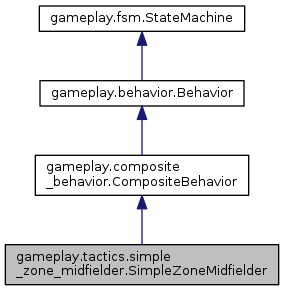 gameplay.fsm.StateMachine
gameplay.behavior.Behavior
gameplay.composite
_behavior.CompositeBehavior
gameplay.tactics.simple
_zone_midfielder.SimpleZoneMidfielder